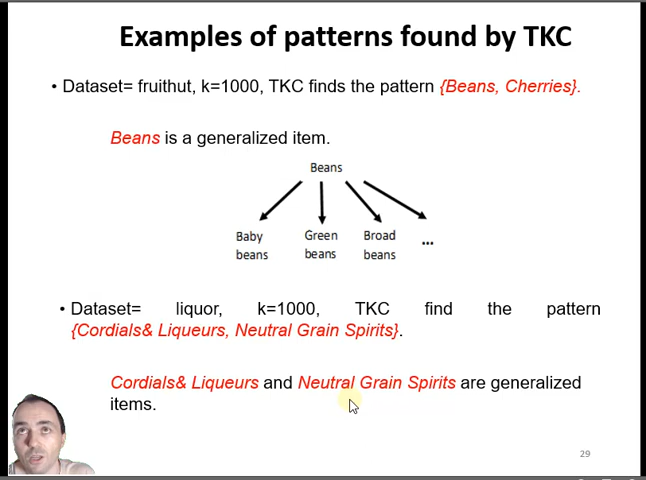 Examples of patterns found by TKC
• Dataset= fruithut, k=1000, TKC finds the pattern {Beans, Cherries}.
Beans is a generalized item.
Beans
Baby Green Broad
beans beans beans ...
• Dataset= liquor, k=1000, TKC find the pattern
{Cordials& Liqueurs, Neutral Grain Spirits}.
Cordials& Liqueurs and Neutral Grain Spirits are generalized
items.
29